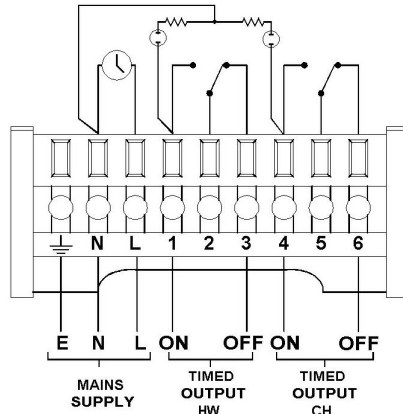 N L 1 2 3 4 5 6
E N L ON OFF ON OFF
MAINS SUPPLY
TIMED OUTPUT HW
TIMED OUTPUT CH